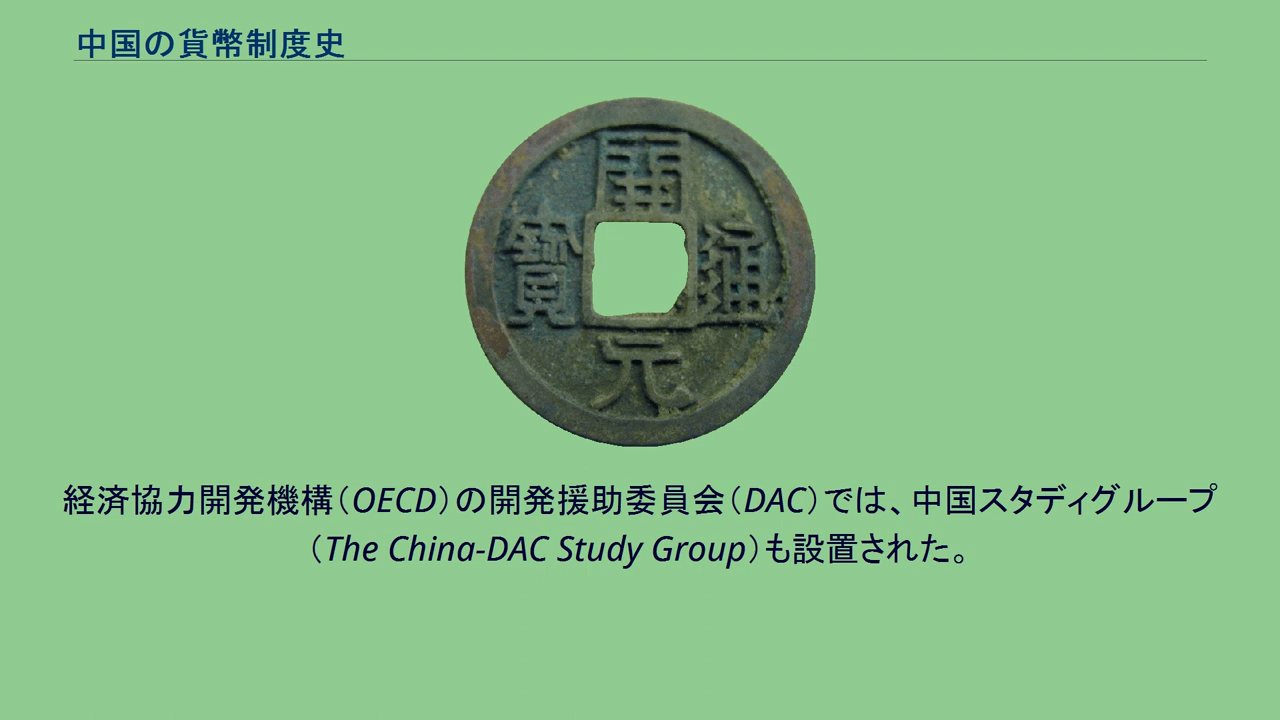 中国の貨幣制度史
開
寶 通
元
経済協力開発機構（OECD）の開発援助委員会（DAC）では、中国スタディグループ
（The China-DAC Study Group）も設置された。